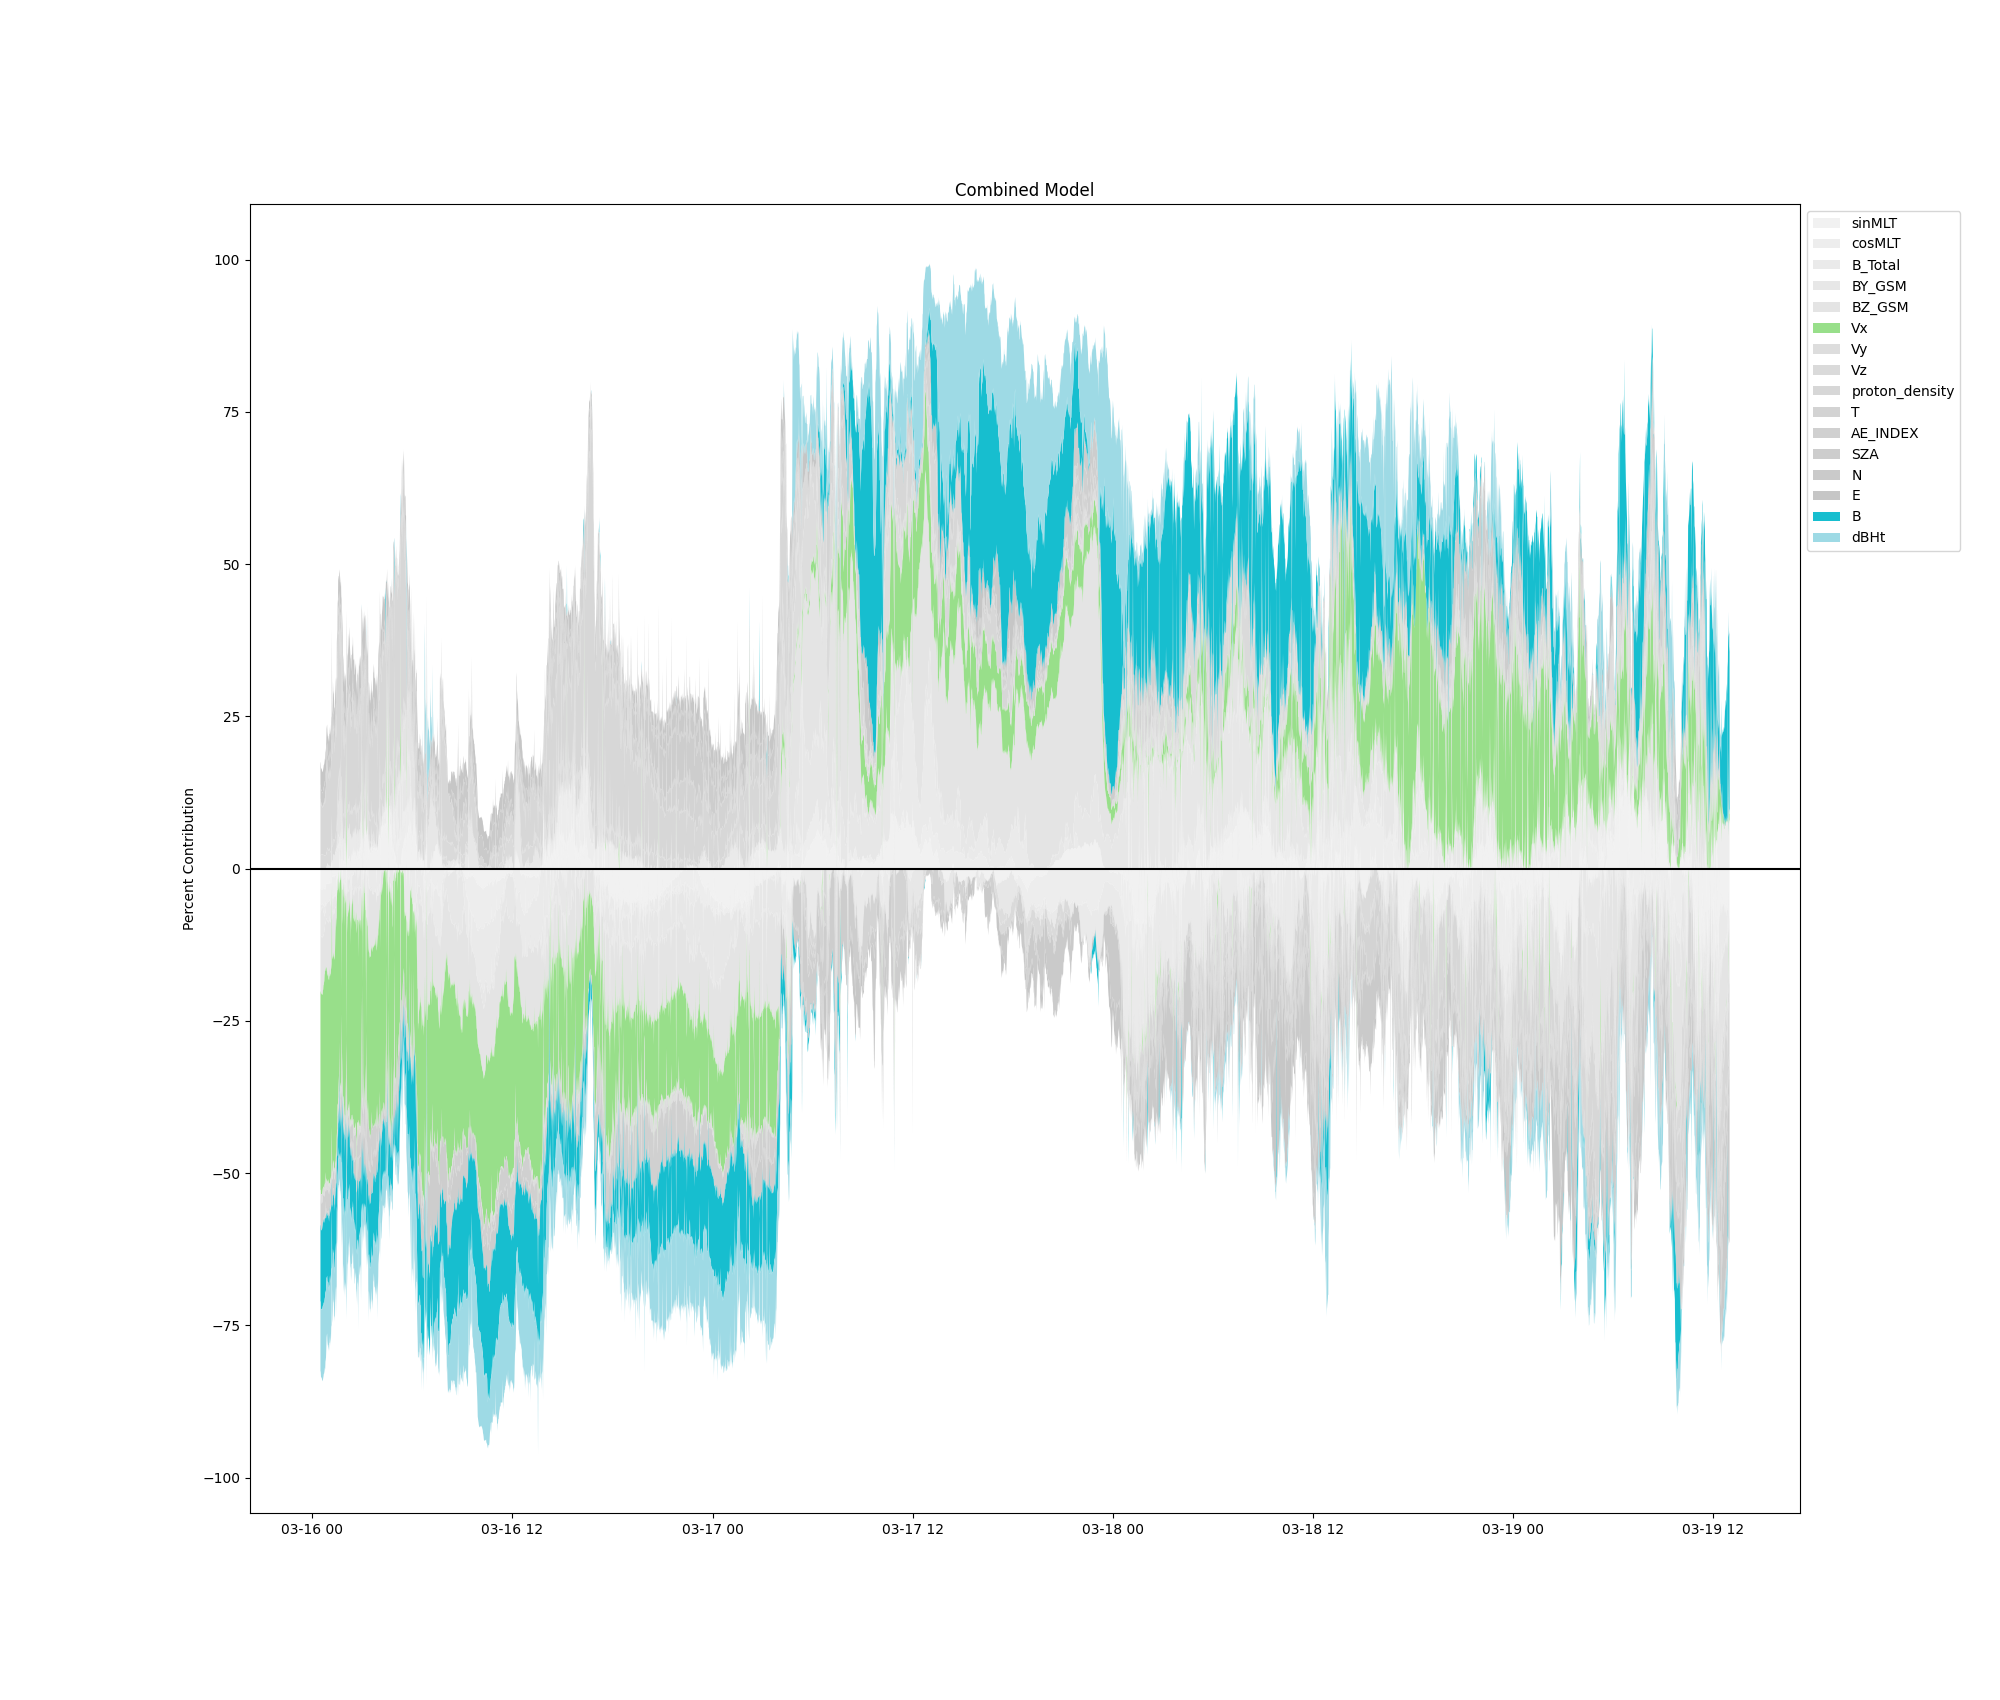 Combined Model
sinMLT
cosMLT
B_Total
BY_GSM
BZ_GSM
Vx
Vy
Vz
proton_density
T
AE_INDEX
SZA
N
E
B
dBHt
Percent Contribution
100
75
50
25
0
−25
−50
−75
−100
03-16 00 03-16 12 03-17 00 03-17 12 03-18 00 03-18 12 03-19 00 03-19 12